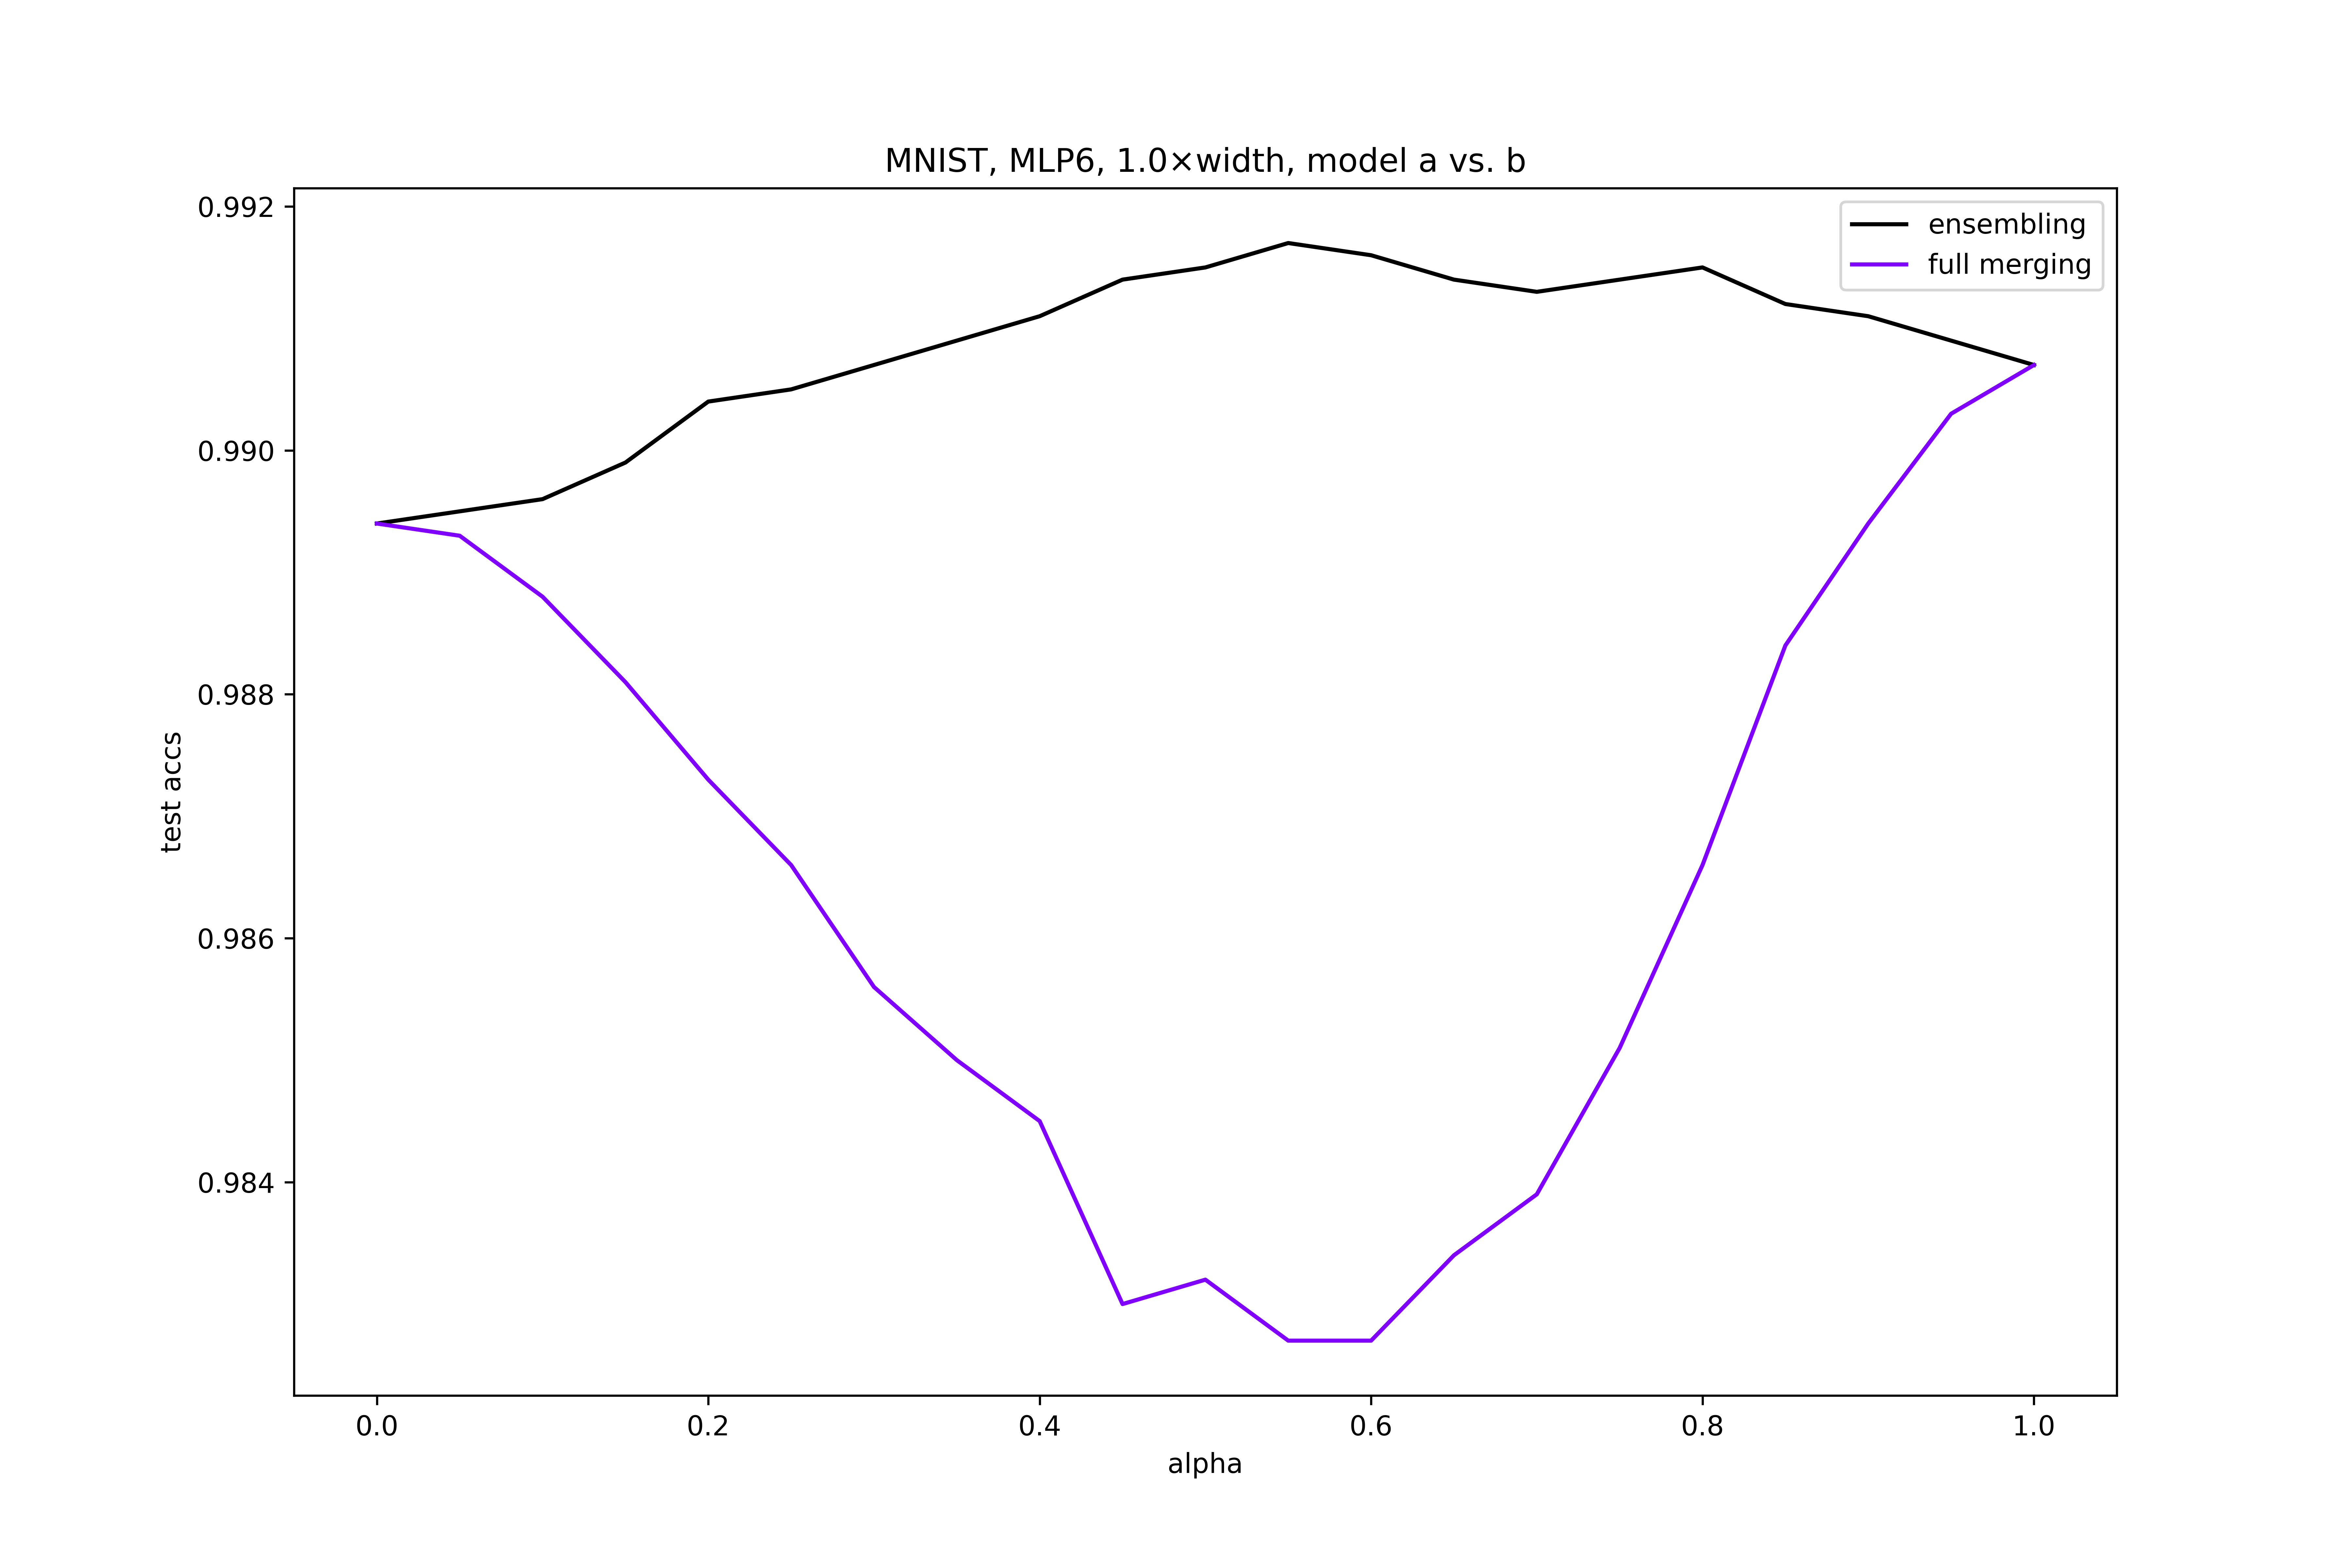 MNIST, MLP6, 1.0×width, model a vs. b
ensembling
full merging
0.992
0.990
0.988
0.986
0.984
test accs
0.0 0.2 0.4 0.6 0.8 1.0
alpha